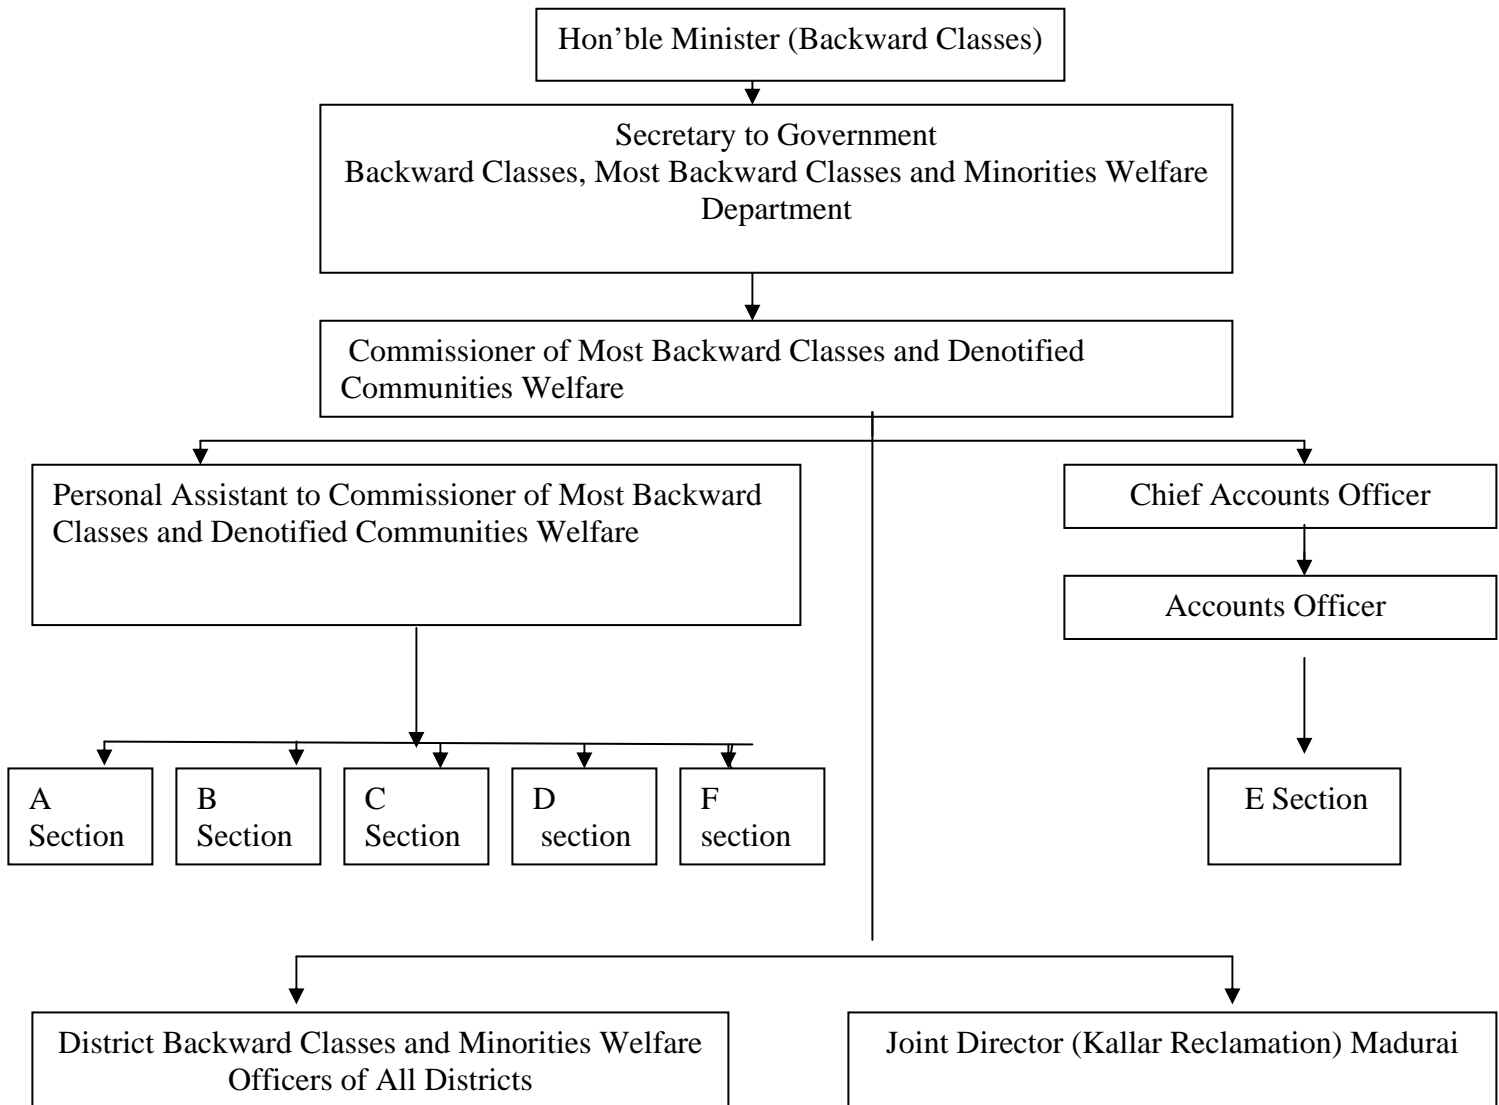 Hon’ble Minister (Backward Classes)
Secretary to Government
Backward Classes, Most Backward Classes and Minorities Welfare
Department
Commissioner of Most Backward Classes and Denotified
Communities Welfare
Personal Assistant to Commissioner of Most Backward
Classes and Denotified Communities Welfare
Chief Accounts Officer
Accounts Officer
A
Section
B
Section
C
Section
D
section
F
section
E Section
District Backward Classes and Minorities Welfare
Officers of All Districts
Joint Director (Kallar Reclamation) Madurai